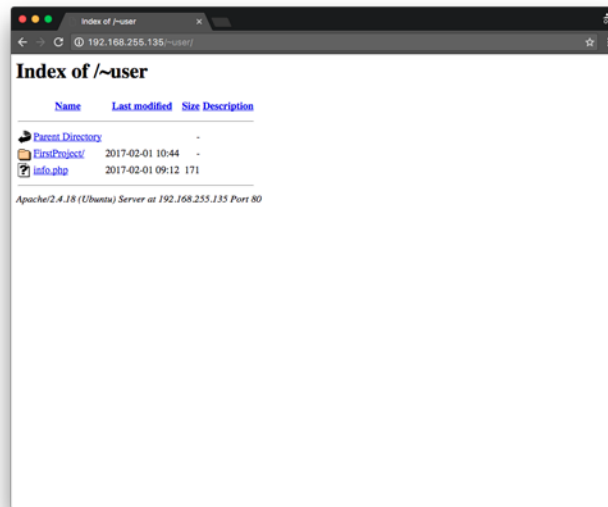 Index of /~user
192.168.255.135/~user/
Index of /~user
Name Last modified Size Description
Parent Directory -
FirstProject/ 2017-02-01 10:44 -
info.php 2017-02-01 09:12 171
Apache/2.4.18 (Ubuntu) Server at 192.168.255.135 Port 80